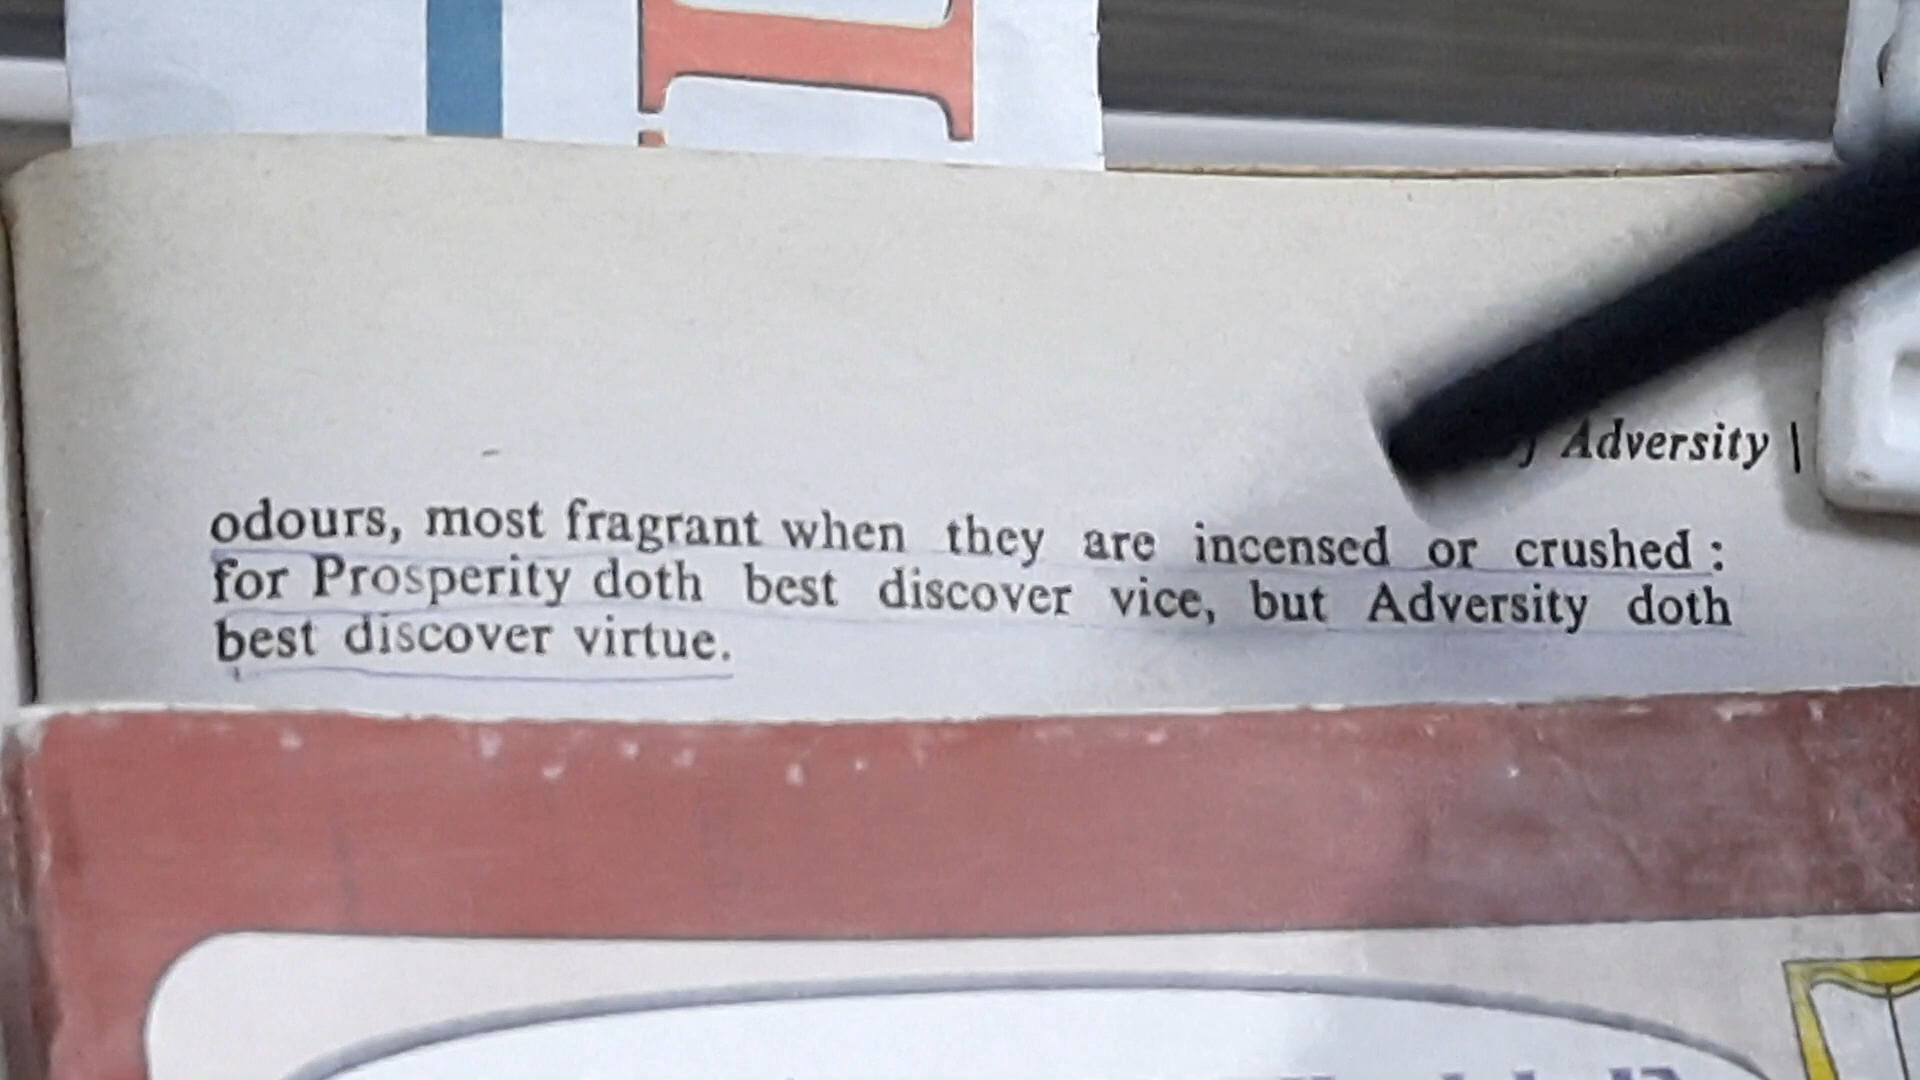 Adversity |
odours, most fragrant when they are incensed or crushed :
for Prosperity doth best discover vice, but Adversity doth
best discover virtue.